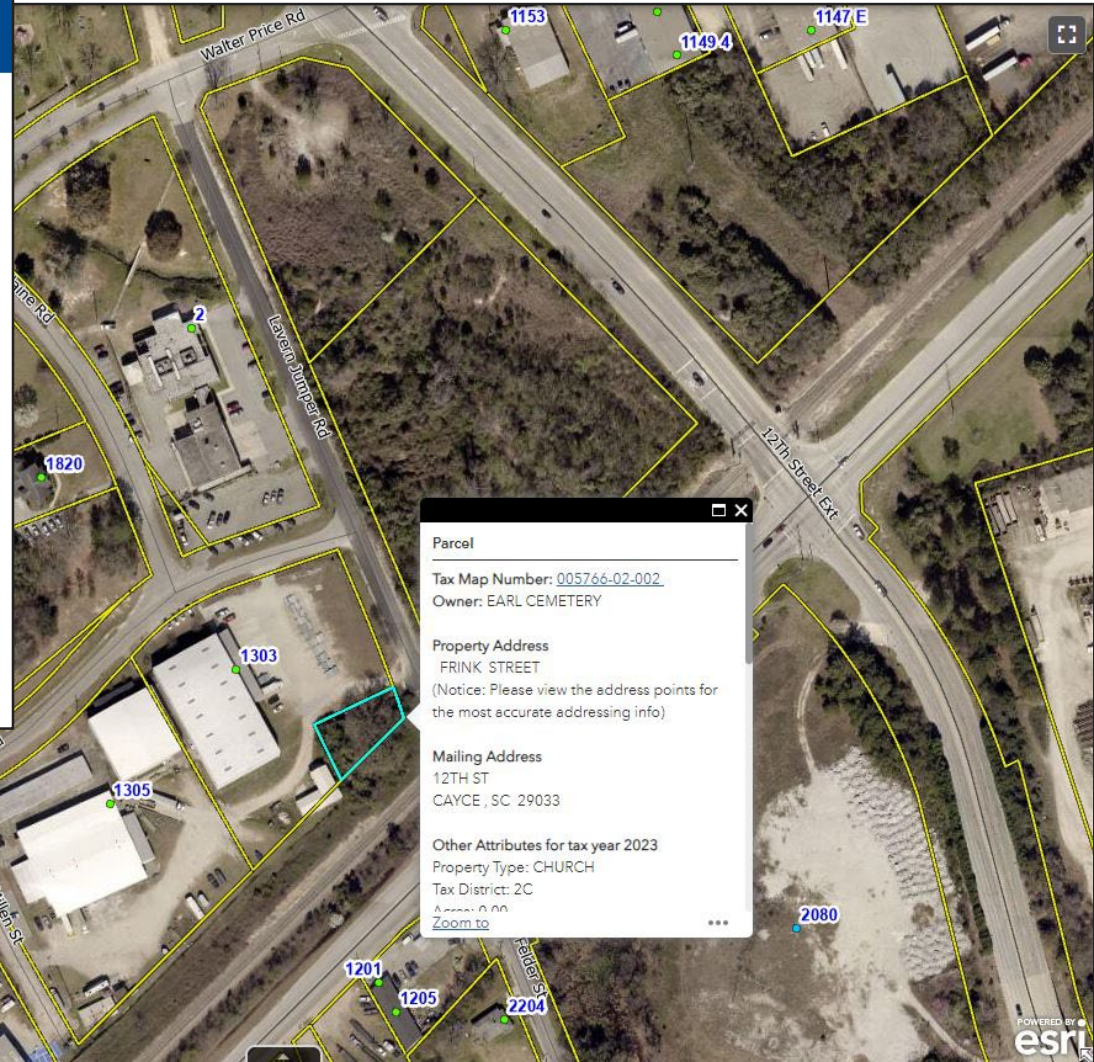 Walter Price Rd
1153
1149 4
1147 E
2
Lavern Jumper Rd
1820
12Th Street Ext
Parcel
Tax Map Number: 005766-02-002
Owner: EARL CEMETERY
Property Address
FRINK STREET
(Notice: Please view the address points for
the most accurate addressing info)
Mailing Address
12TH ST
CAYCE , SC 29033
Other Attributes for tax year 2023
Property Type: CHURCH
Tax District: 2C
Acres: 0.00
Zoom to
1303
1305
2080
1201
1205
2204
Felder St
POWERED BY
esri